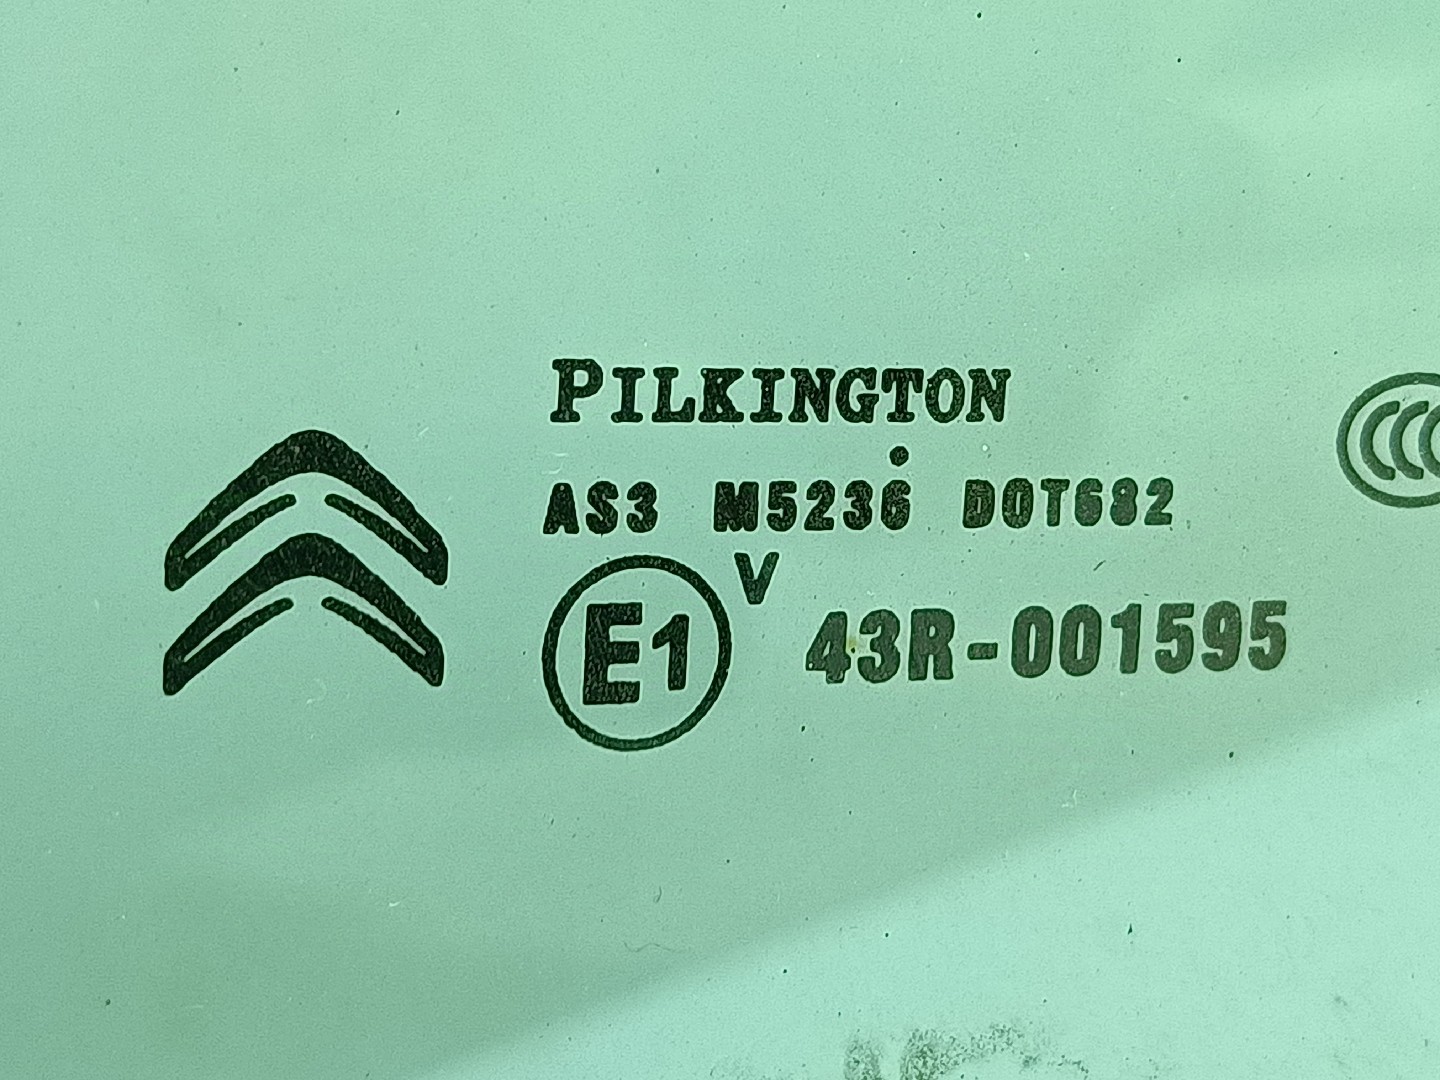 PILKINGTON
AS3 M5236 DOT682
V
E1 43R-001595